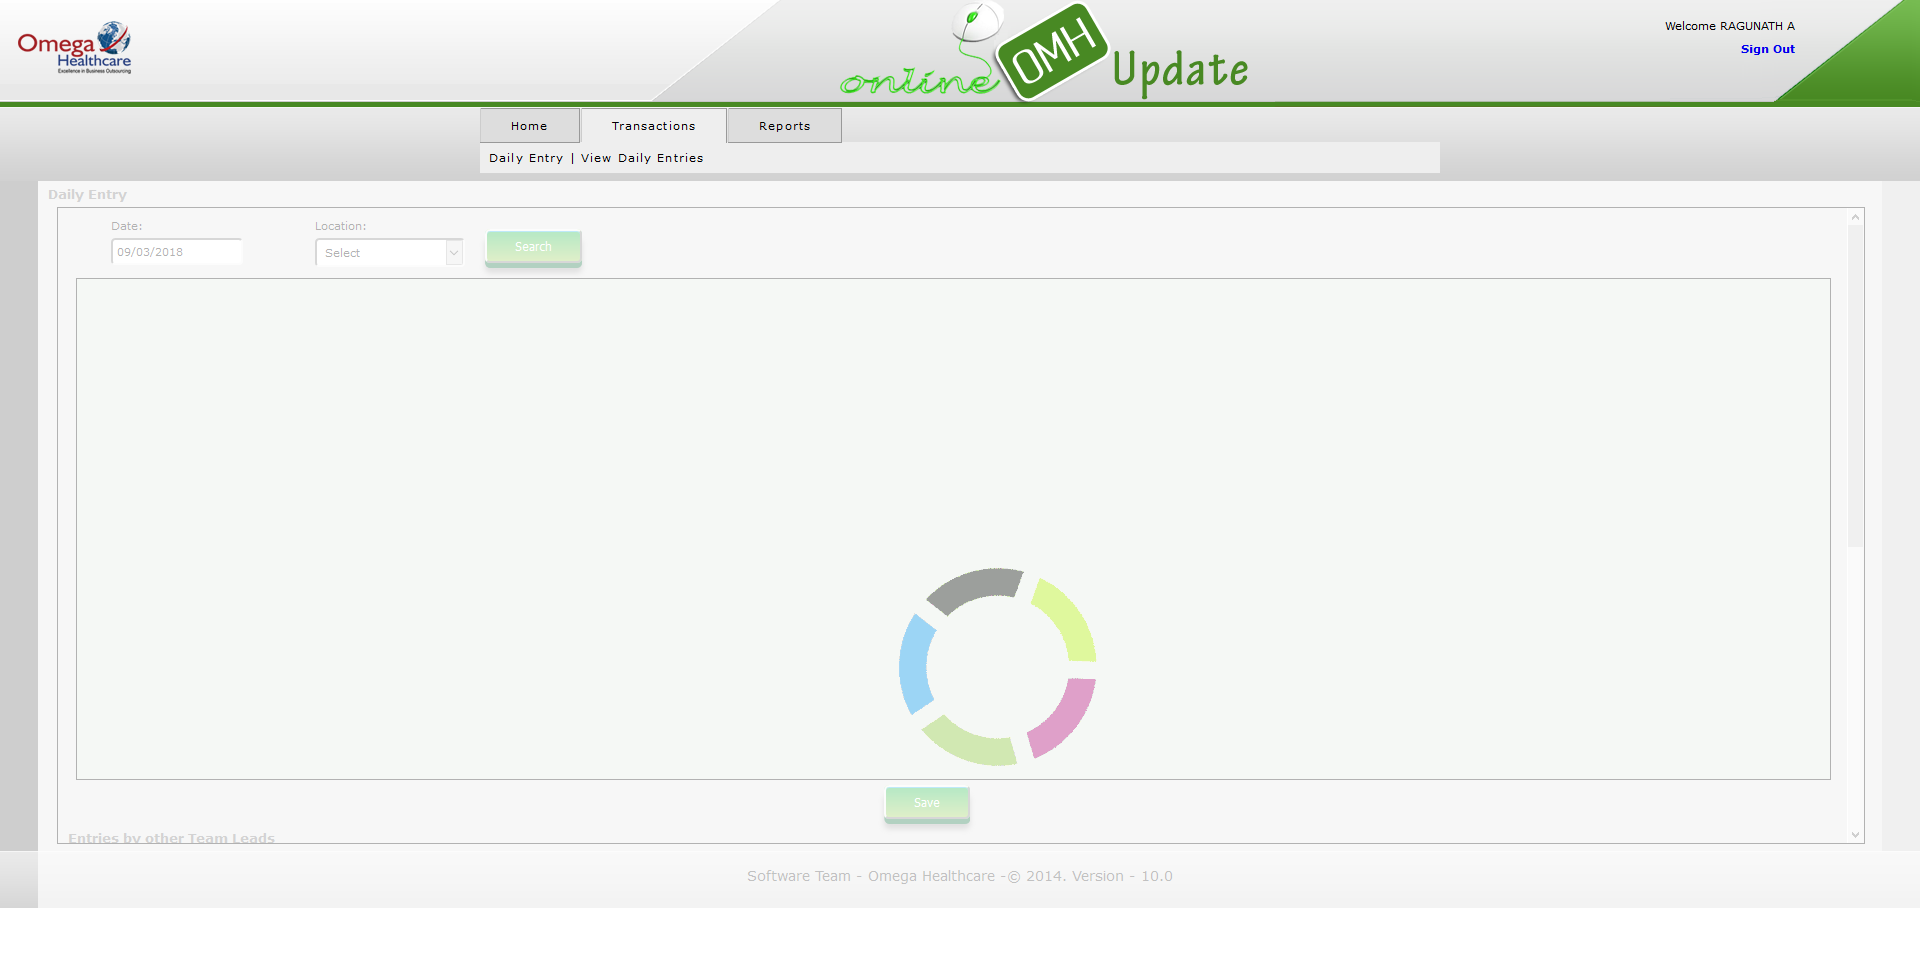 Omega
Healthcare
Excellence in Business Outsourcing
online OMH Update
Welcome RAGUNATH A
Sign Out
Home Transactions Reports
Daily Entry | View Daily Entries
Daily Entry
Date: Location:
09/03/2018 Select Search
Save
Entries by other Team Leads
Software Team - Omega Healthcare -© 2014. Version - 10.0